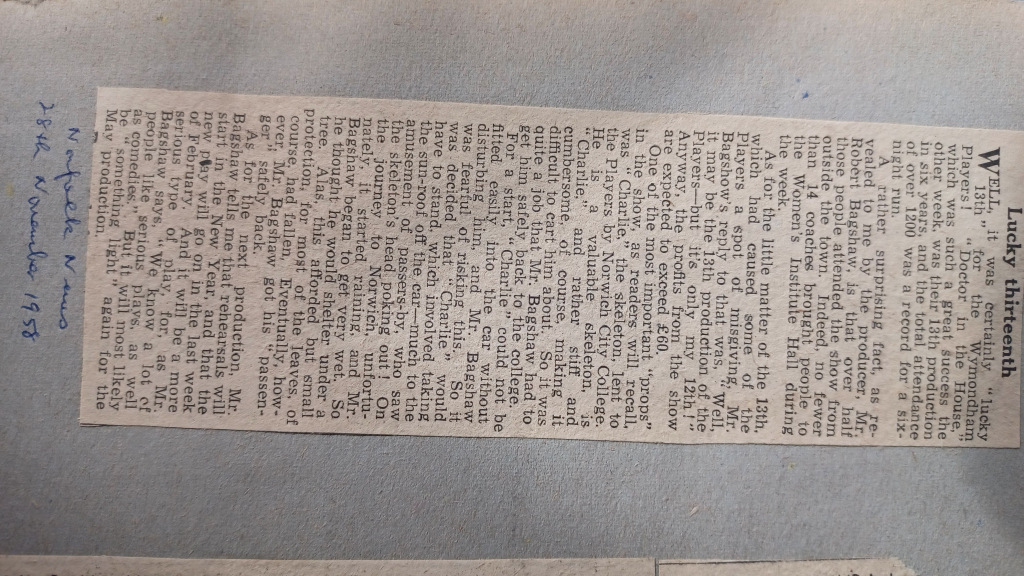 Lucky thirteenth
WELL, it was certainly "lucky
13th" for the Wymondham
Players! "Doctor in the House,"
which was such a great success the
other week, was their 13th production
in six years, and the total attendance
of over 1200 was a record for a six-
night run.
A rather surprising fact, as re-
vealed to me by the producer, Mr.
Robert Bagshaw, is that over half
those people attended the show from
outside the town. Indeed, no fewer
than 14 coaches brought people to
the Women's Institute Hall during
the week.
As for the little matter of the 13th,
which had caused some of the
Players a spot of misgiving, Mr.
Bagshow's reply to that was, "Well,
it may be the 13th production of the
Players—but it's only my 12th!"
Anyway, the profits from the show
are expected to exceed £60.
One of the most important "props"
in the show, as readers will recall,
was "Charlie," the skeleton, lent to
the Players by Norwich City College.
He is a valuable skeleton, is
"Charlie," and rather stiff and
cumbersome, of course, making it
difficult to cart him about. So it was
quite a job that Mr. Bagshaw had to
get him safely back to the college.
For a start, "Charlie" could not be
fitted easily into the car without
disturbing him, and Mr. Bagshaw
was fearful of risking this. So it
was decided that "Charlie" would
have to stand, which involved taking
the sun-roof off the car—much to the
amusement of passers-by, who saw
the skeleton's head poking out! On
the journey to Norwich, unfortu-
nately, it started raining, and Mr.
Bagshaw began to get very wet. So
he thought he would shelter under a
tree. Alas, this afforded but small
protection, for most of the leaves, of
course, had fallen. Eventually, how-
ever, Mr. Bagshaw got his "passen-
ger" safely back.
As for the next production, Mr.
Bagshaw tells me that rehearsals will
start in the New Year, and that the
new play will go on in the last week
of February. And it will be a more
serious type of play, for, as Mr.
Bagshaw says, "We know a lot of
people like serious plays, as well
as comedies." But it will most likely
be "something light" again for the
May production.
Norfolk News
28th November 1958